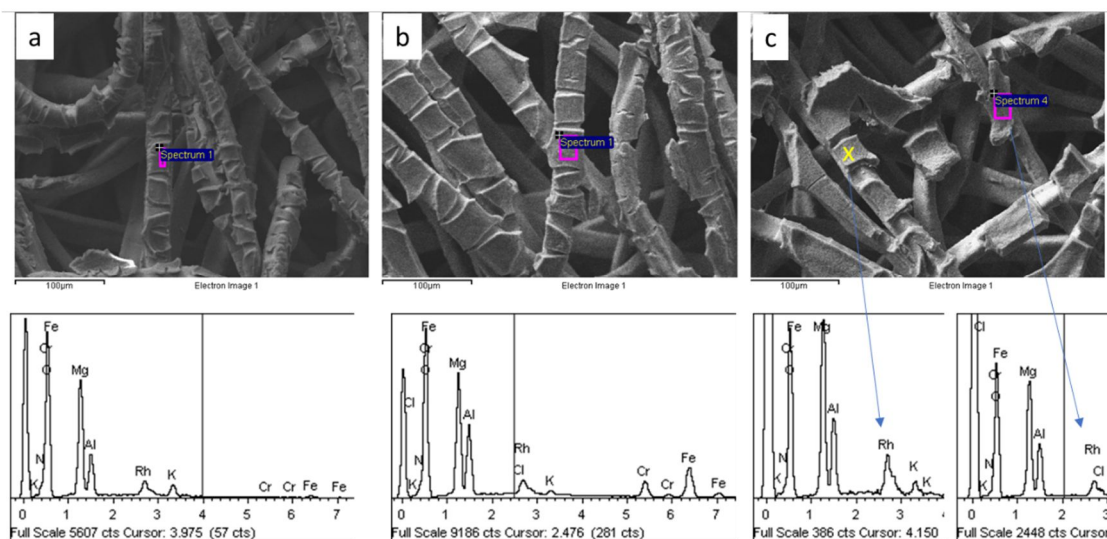 a
Spectrum 1
100µm
Electron Image 1
b
Spectrum 1
100µm
Electron Image 1
c
Spectrum 4
X
100µm
Electron Image 1
Fe
Cr
O
Mg
Al
N
K
Rh
K
Cr
Cr
Fe
Fe
0 1 2 3 4 5 6 7
Full Scale 5607 cts Cursor: 3.975 (57 cts)
Fe
Cr
O
Cl
Mg
Al
N
K
Rh
Cl
K
Cr
Cr
Fe
Fe
0 1 2 3 4 5 6 7
Full Scale 9186 cts Cursor: 2.476 (281 cts)
Fe
Cr
O
Mg
Al
N
K
Rh
K
K
0 1 2 3
Full Scale 386 cts Cursor: 4.150
Cl
Fe
Cr
O
Mg
Al
N
K
Rh
Cl
0 1 2 3
Full Scale 2448 cts Cursor